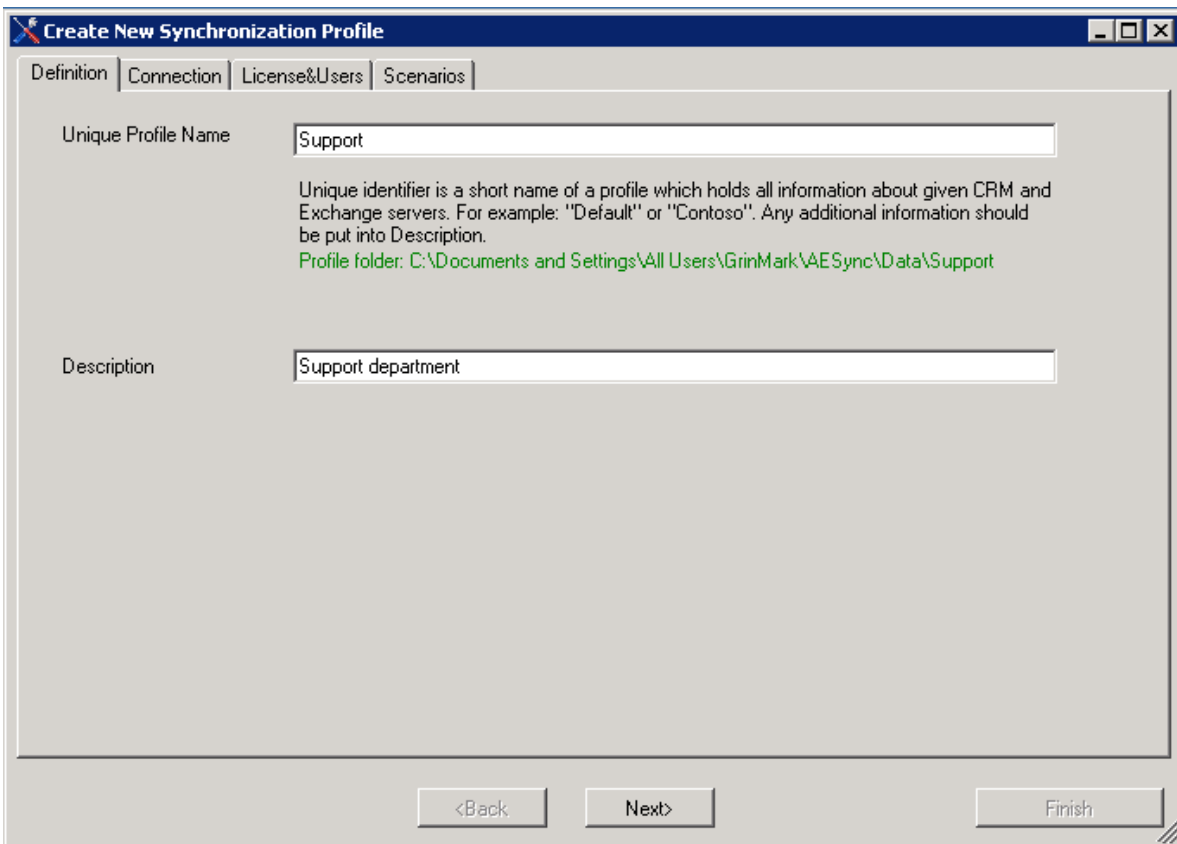 Create New Synchronization Profile
Definition Connection License&Users Scenarios
Unique Profile Name Support
Unique identifier is a short name of a profile which holds all information about given CRM and
Exchange servers. For example: "Default" or "Contoso". Any additional information should
be put into Description.
Profile folder: C:\Documents and Settings\All Users\GrinMark\AESync\Data\Support
Description Support department
<Back Next> Finish